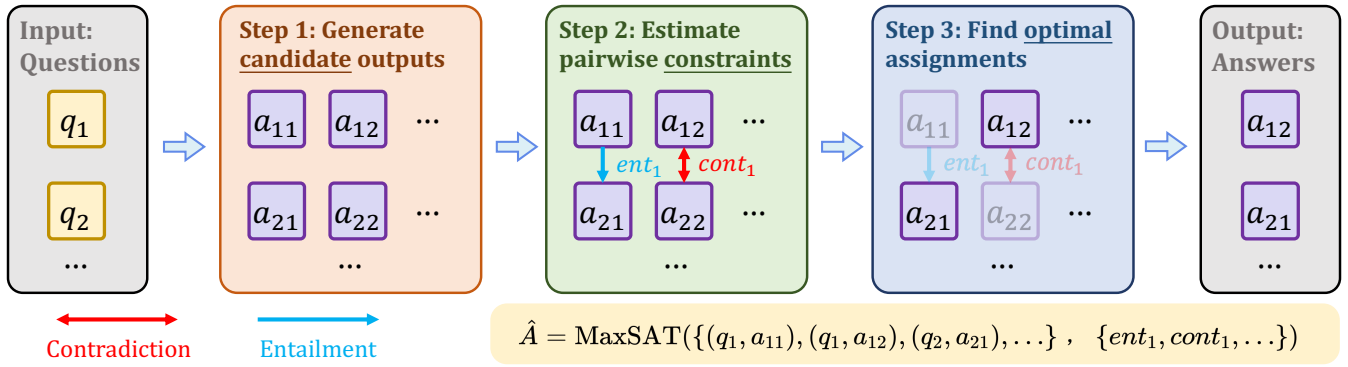 Input:
Questions
q₁
q₂
...
Step 1: Generate
candidate outputs
a₁₁ a₁₂ ...
a₂₁ a₂₂ ...
...
Step 2: Estimate
pairwise constraints
a₁₁ a₁₂ ...
ent₁ cont₁
a₂₁ a₂₂ ...
...
Step 3: Find optimal
assignments
a₁₁ a₁₂ ...
ent₁ cont₁
a₂₁ a₂₂ ...
...
Output:
Answers
a₁₂
a₂₁
...
Contradiction
Entailment
Â = MaxSAT({(q₁, a₁₁), (q₁, a₁₂), (q₂, a₂₁), . . .} , {ent₁, cont₁, . . .})